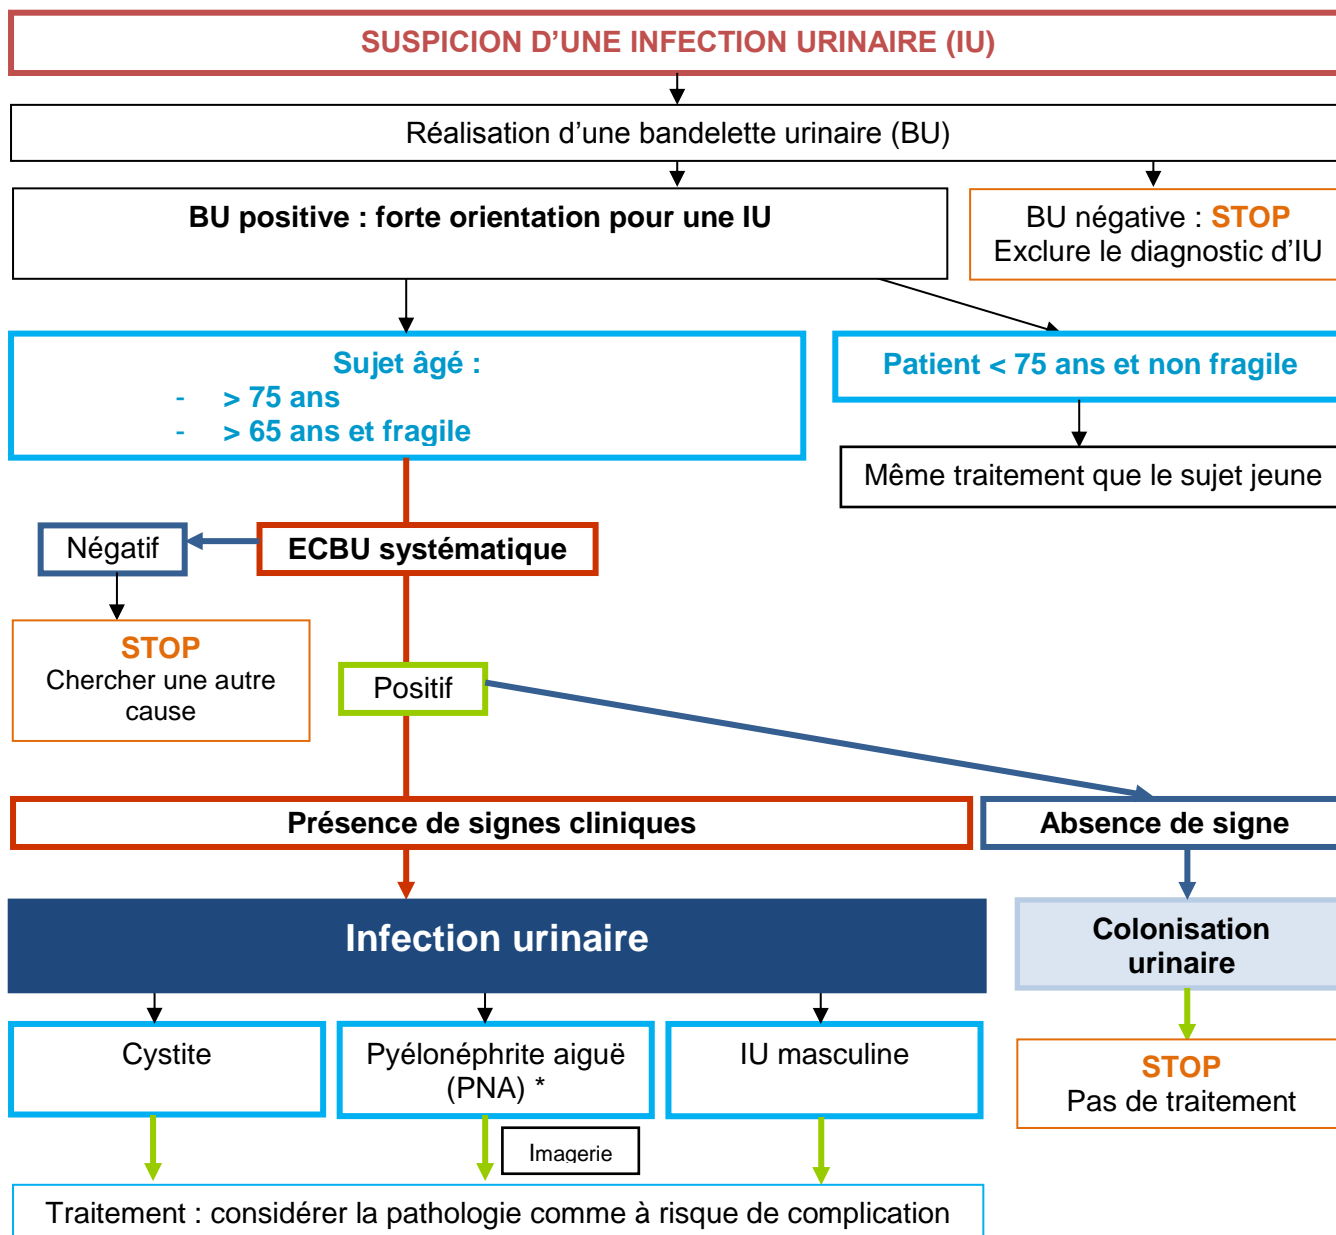 SUSPICION D'UNE INFECTION URINAIRE (IU)
Réalisation d'une bandelette urinaire (BU)
BU positive : forte orientation pour une IU
BU négative : STOP
Exclure le diagnostic d'IU
Sujet âgé :
- > 75 ans
- > 65 ans et fragile
Patient < 75 ans et non fragile
Même traitement que le sujet jeune
Négatif
ECBU systématique
STOP
Chercher une autre
cause
Positif
Présence de signes cliniques
Absence de signe
Infection urinaire
Colonisation
urinaire
Cystite
Pyélonéphrite aiguë
(PNA) *
IU masculine
STOP
Pas de traitement
Imagerie
Traitement : considérer la pathologie comme à risque de complication